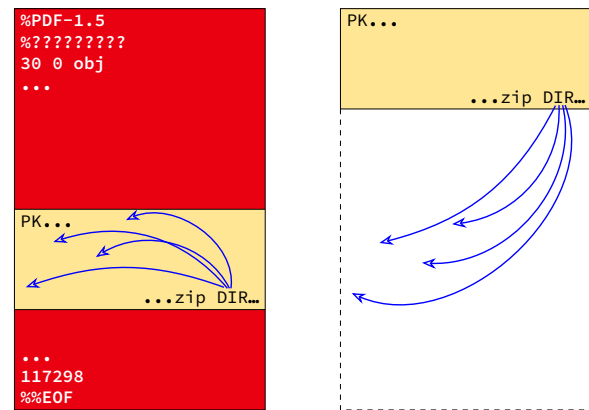 %PDF-1.5
%?????????
30 0 obj
...
PK...
...zip DIR…
...
117298
%%EOF
PK...
...zip DIR…